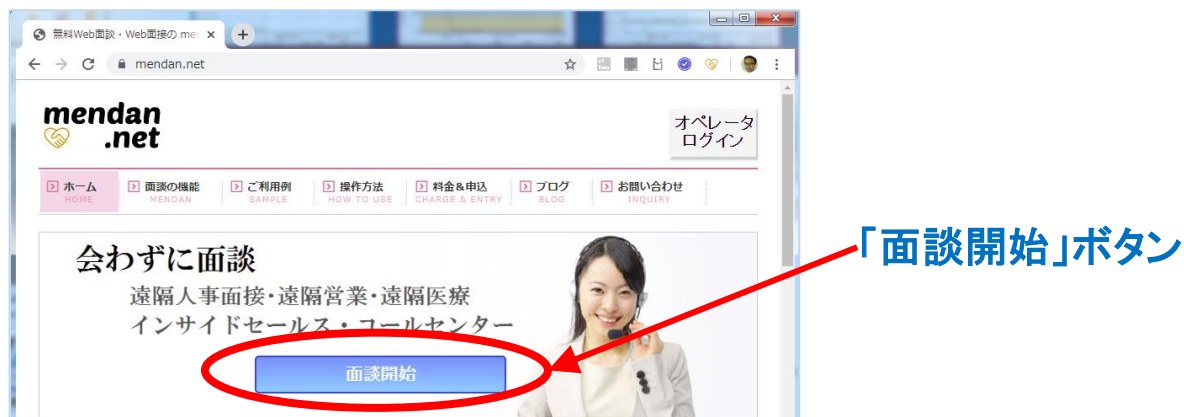 無料Web面談・Web面接の me
mendan.net
mendan
.net
オペレータ
ログイン
ホーム
HOME
面談の機能
MENDAN
ご利用例
SAMPLE
操作方法
HOW TO USE
料金&申込
CHARGE & ENTRY
ブログ
BLOG
お問い合わせ
INQUIRY
会わずに面談
遠隔人事面接・遠隔営業・遠隔医療
インサイドセールス・コールセンター
面談開始
「面談開始」ボタン